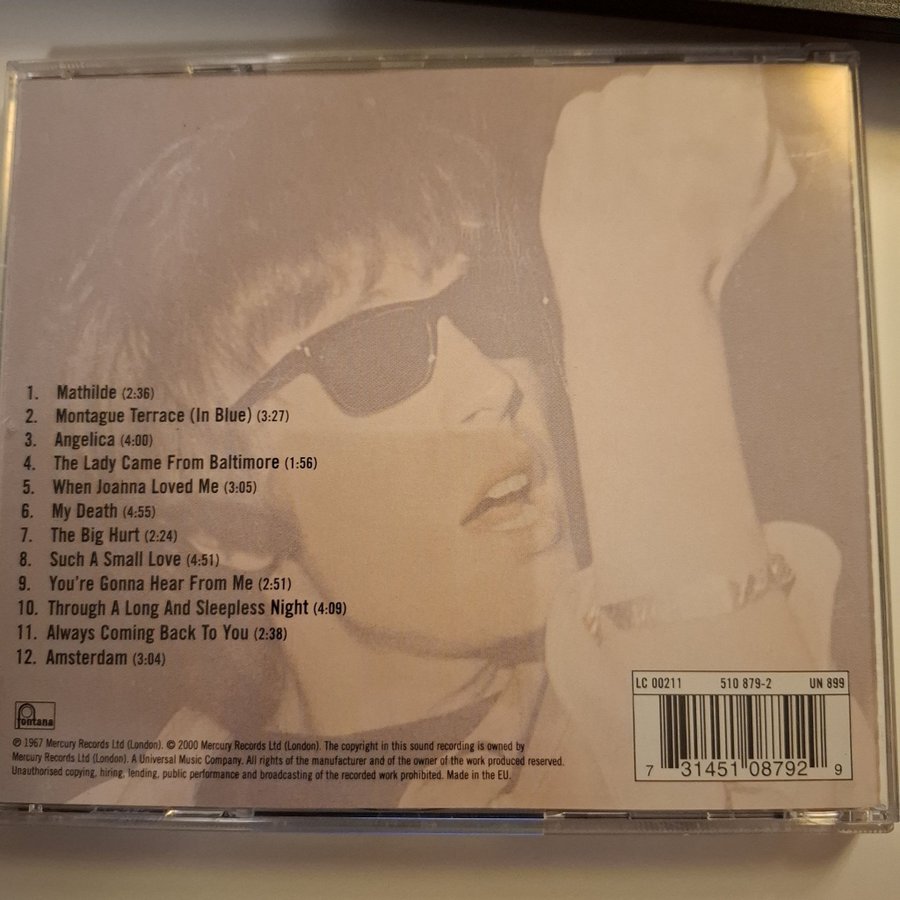 1. Mathilde (2:36)
2. Montague Terrace (In Blue) (3:27)
3. Angelica (4:00)
4. The Lady Came From Baltimore (1:56)
5. When Joanna Loved Me (3:05)
6. My Death (4:55)
7. The Big Hurt (2:24)
8. Such A Small Love (4:51)
9. You're Gonna Hear From Me (2:51)
10. Through A Long And Sleepless Night (4:09)
11. Always Coming Back To You (2:38)
12. Amsterdam (3:04)
fontana
℗ 1967 Mercury Records Ltd (London). © 2000 Mercury Records Ltd (London). The copyright in this sound recording is owned by
Mercury Records Ltd (London). A Universal Music Company. All rights of the manufacturer and of the owner of the work produced reserved.
Unauthorised copying, hiring, lending, public performance and broadcasting of the recorded work prohibited. Made in the EU.
LC 00211 510 879-2 UN 899
7 31451 08792 9